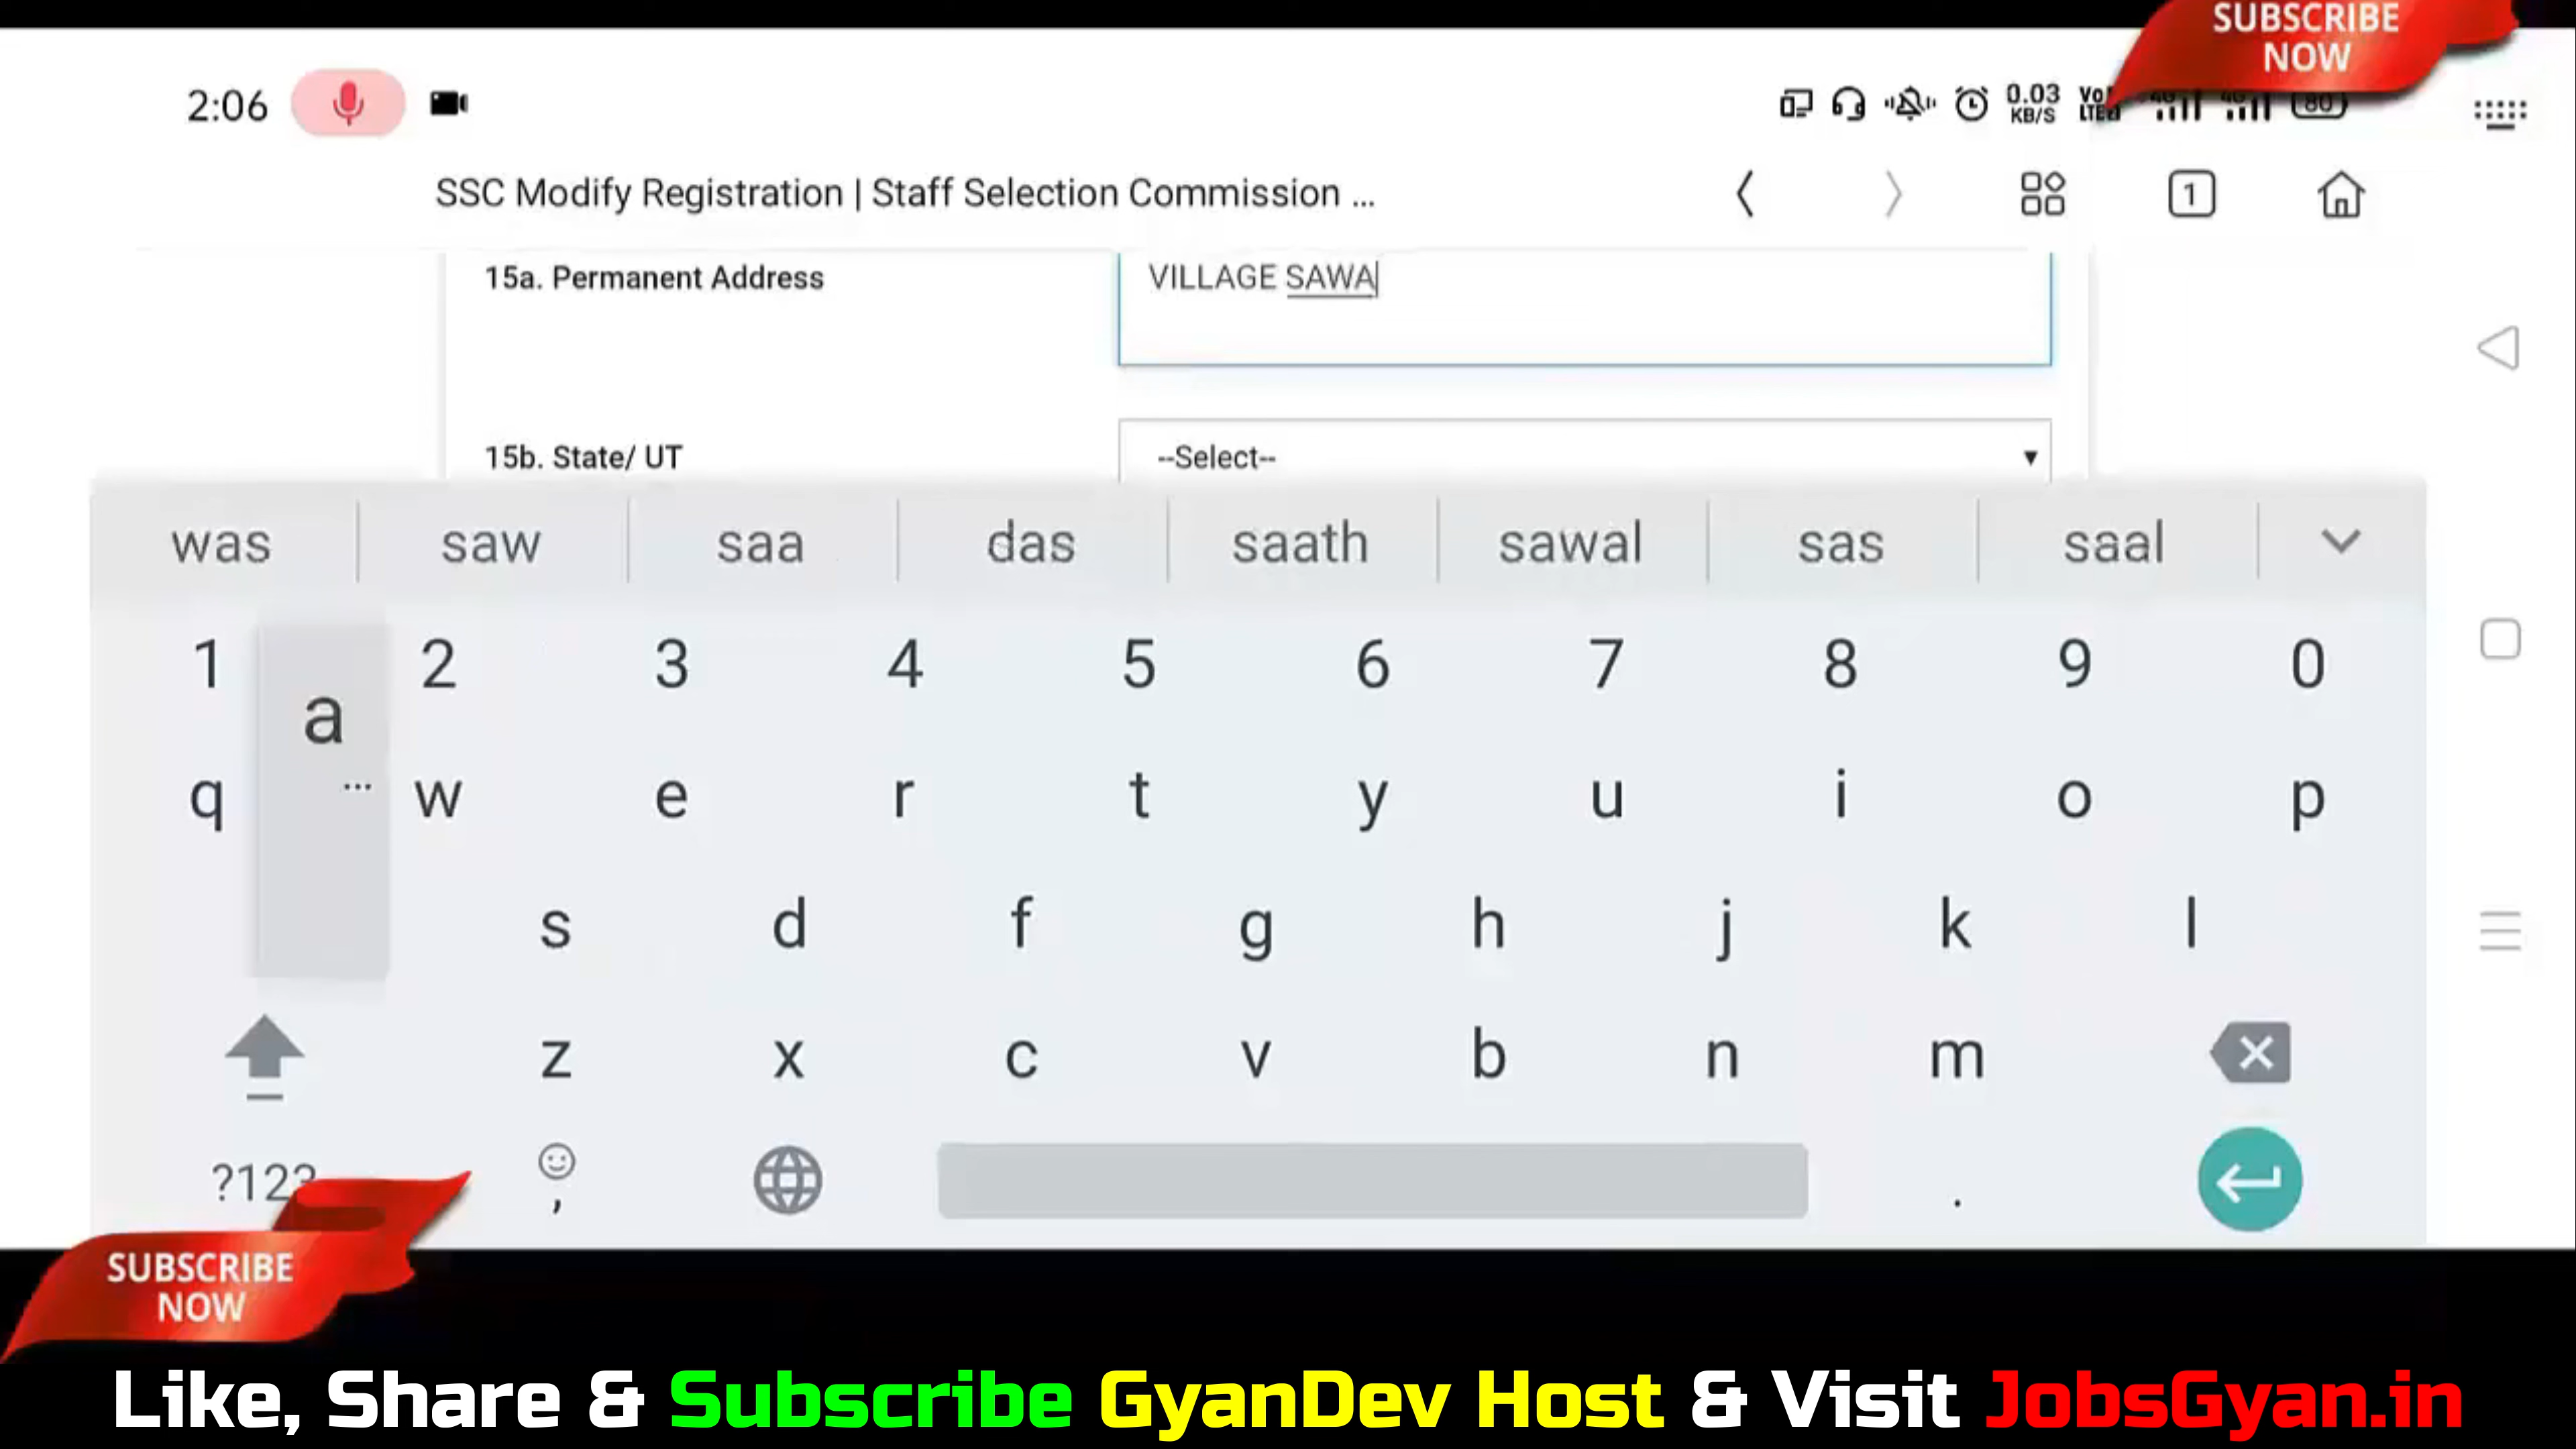 SUBSCRIBE
NOW
2:06
0.03
KB/S
80
SSC Modify Registration | Staff Selection Commission ...
1
15a. Permanent Address
VILLAGE SAWA
15b. State/ UT
--Select--
was saw saa das saath sawal sas saal
1 2 3 4 5 6 7 8 9 0
a
q ... w e r t y u i o p
s d f g h j k l
z x c v b n m
?123 , .
SUBSCRIBE
NOW
Like, Share & Subscribe GyanDev Host & Visit JobsGyan.in